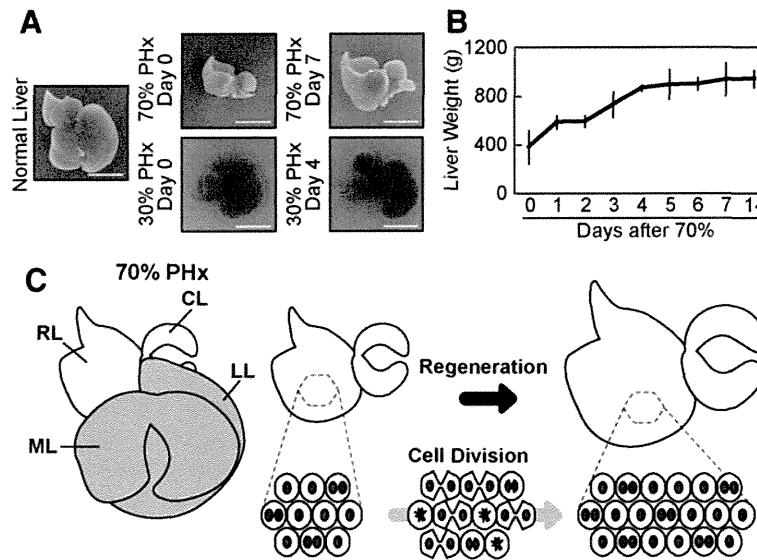 A
Normal Liver
70% PHx
Day 0
70% PHx
Day 7
30% PHx
Day 0
30% PHx
Day 4
B
Liver Weight (g)
1200
800
400
0
0 1 2 3 4 5 6 7 14
Days after 70%
C
70% PHx
CL
RL
LL
ML
Regeneration
Cell Division